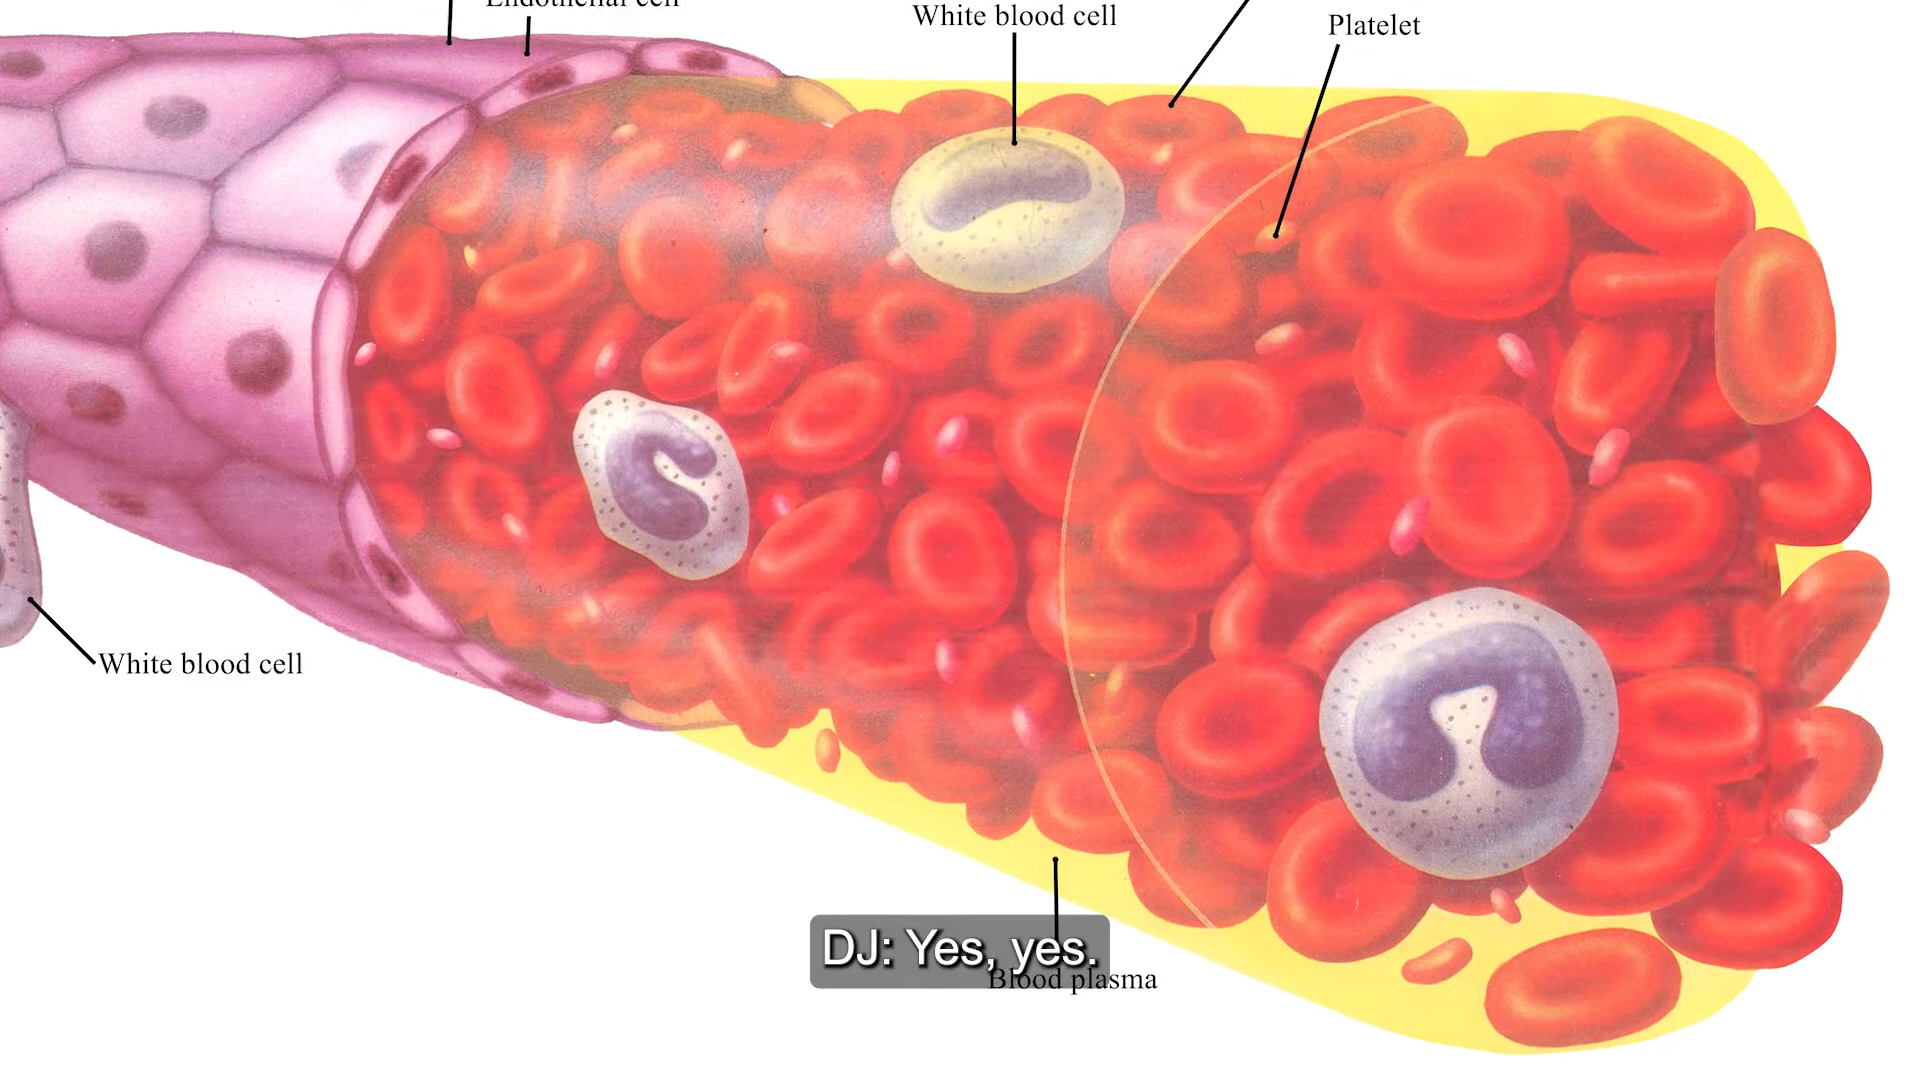 Endothelial cell
White blood cell
Platelet
White blood cell
DJ: Yes, yes.
Blood plasma